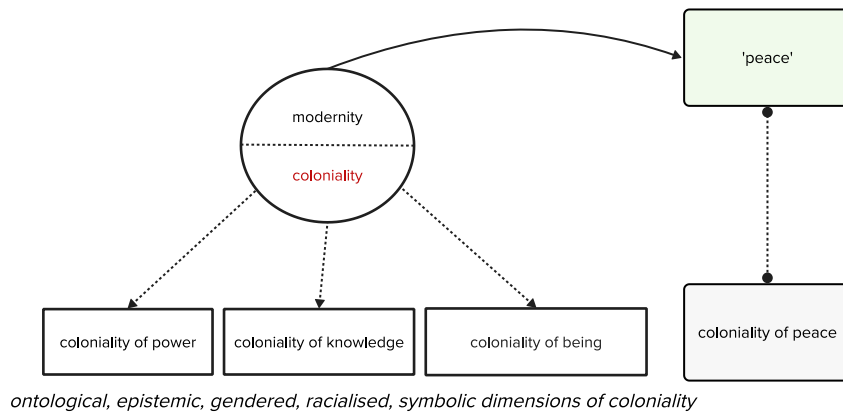 'peace'
modernity
coloniality
coloniality of power
coloniality of knowledge
coloniality of being
coloniality of peace
ontological, epistemic, gendered, racialised, symbolic dimensions of coloniality